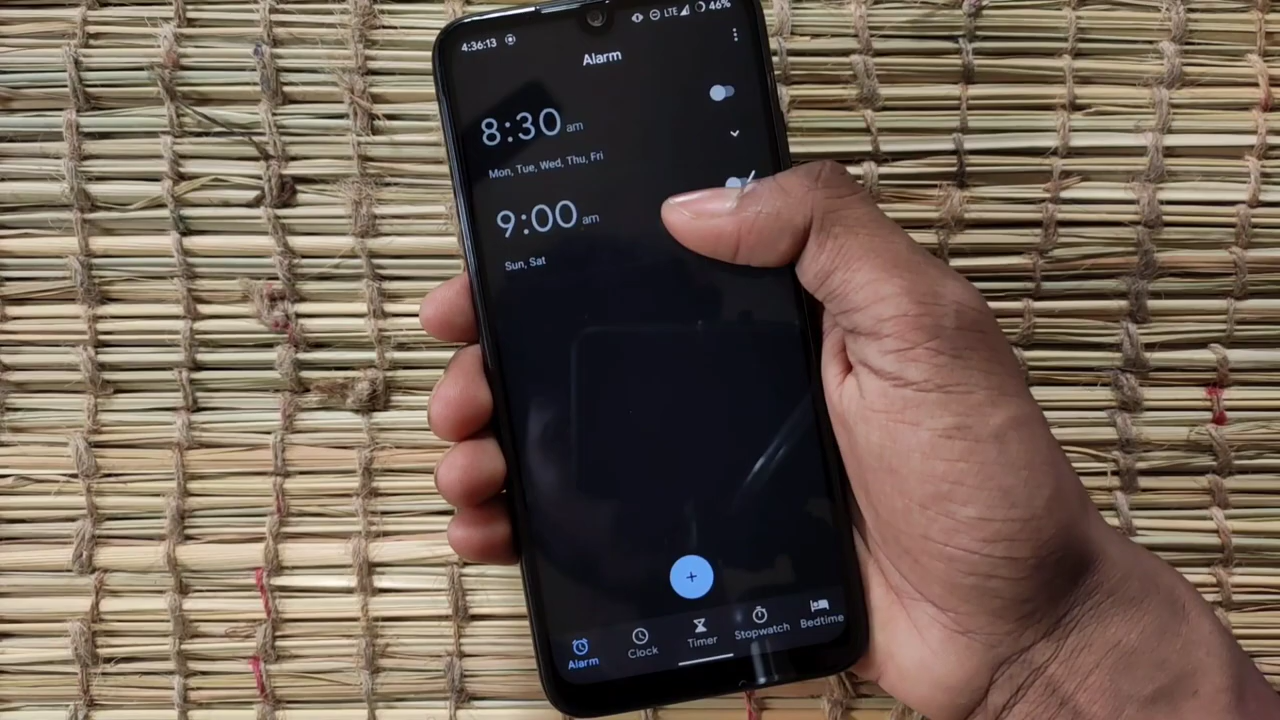 4:36:13 LTE 46%
Alarm
8:30 am
Mon, Tue, Wed, Thu, Fri
9:00 am
Sun, Sat
+
Alarm Clock Timer Stopwatch Bedtime